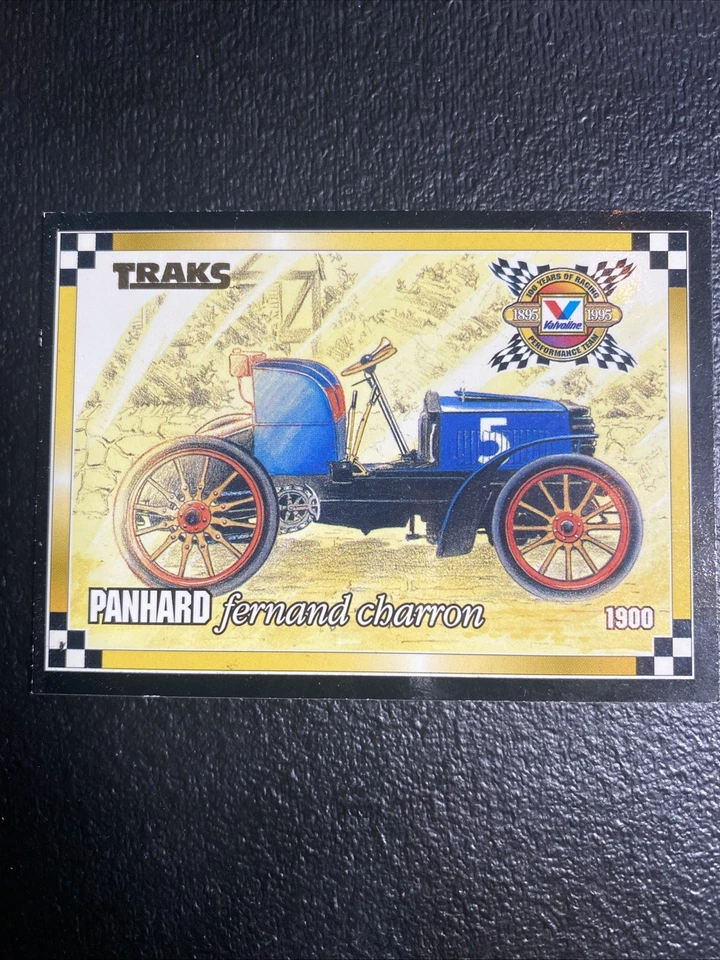 TRAKS
100 YEARS OF RACING
1895 Valvoline 1995
PERFORMANCE TEAM
5
PANHARD fernand charron 1900